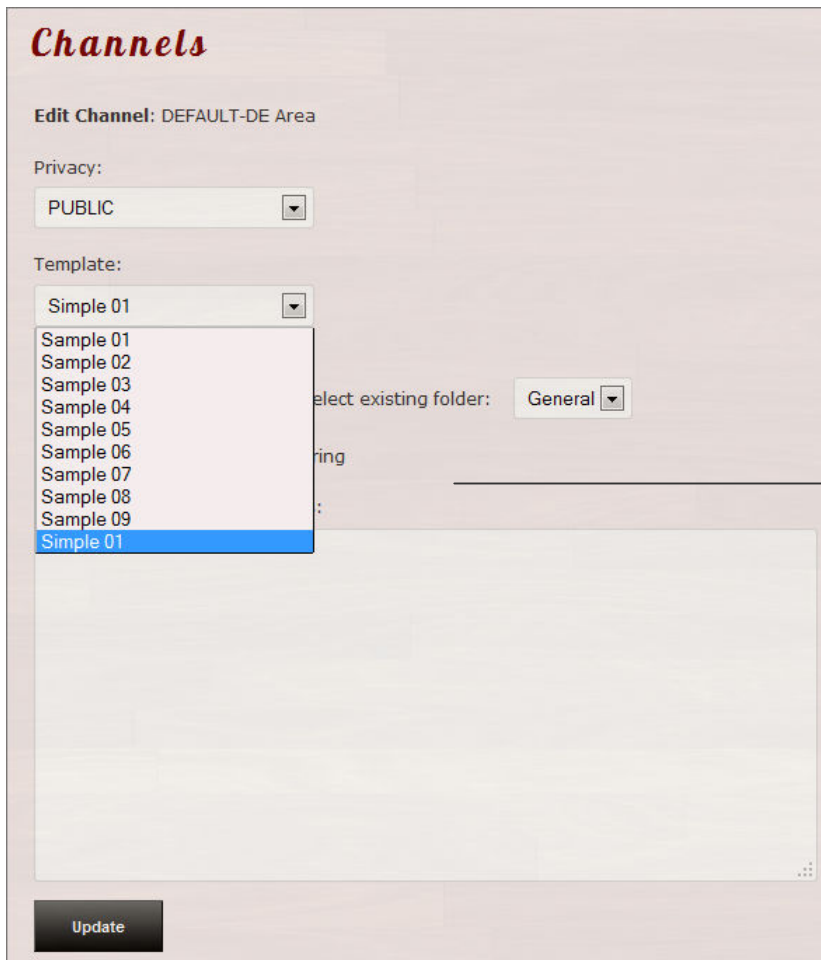 Channels
Edit Channel: DEFAULT-DE Area
Privacy:
PUBLIC
Template:
Simple 01
Sample 01
Sample 02
Sample 03
Sample 04
Sample 05
Sample 06
Sample 07
Sample 08
Sample 09
Simple 01
elect existing folder: General
ring
:
Update